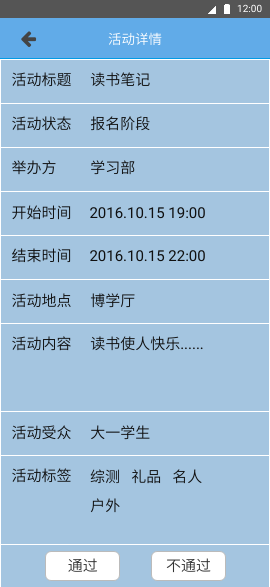 12:00
活动详情
活动标题 读书笔记
活动状态 报名阶段
举办方 学习部
开始时间 2016.10.15 19:00
结束时间 2016.10.15 22:00
活动地点 博学厅
活动内容 读书使人快乐......
活动受众 大一学生
活动标签 综测 礼品 名人
户外
通过 不通过